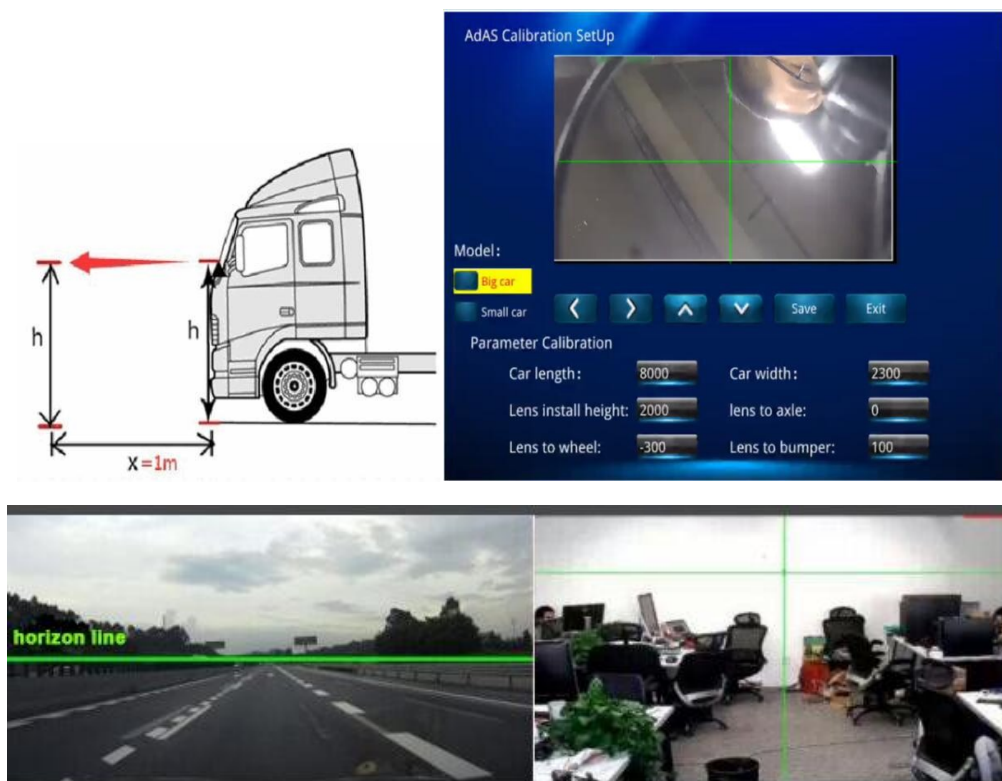 AdAS Calibration SetUp
Model:
Big car
Small car
Save
Exit
Parameter Calibration
Car length: 8000
Car width: 2300
Lens install height: 2000
lens to axle: 0
Lens to wheel: -300
Lens to bumper: 100
h
h
X=1m
horizon line